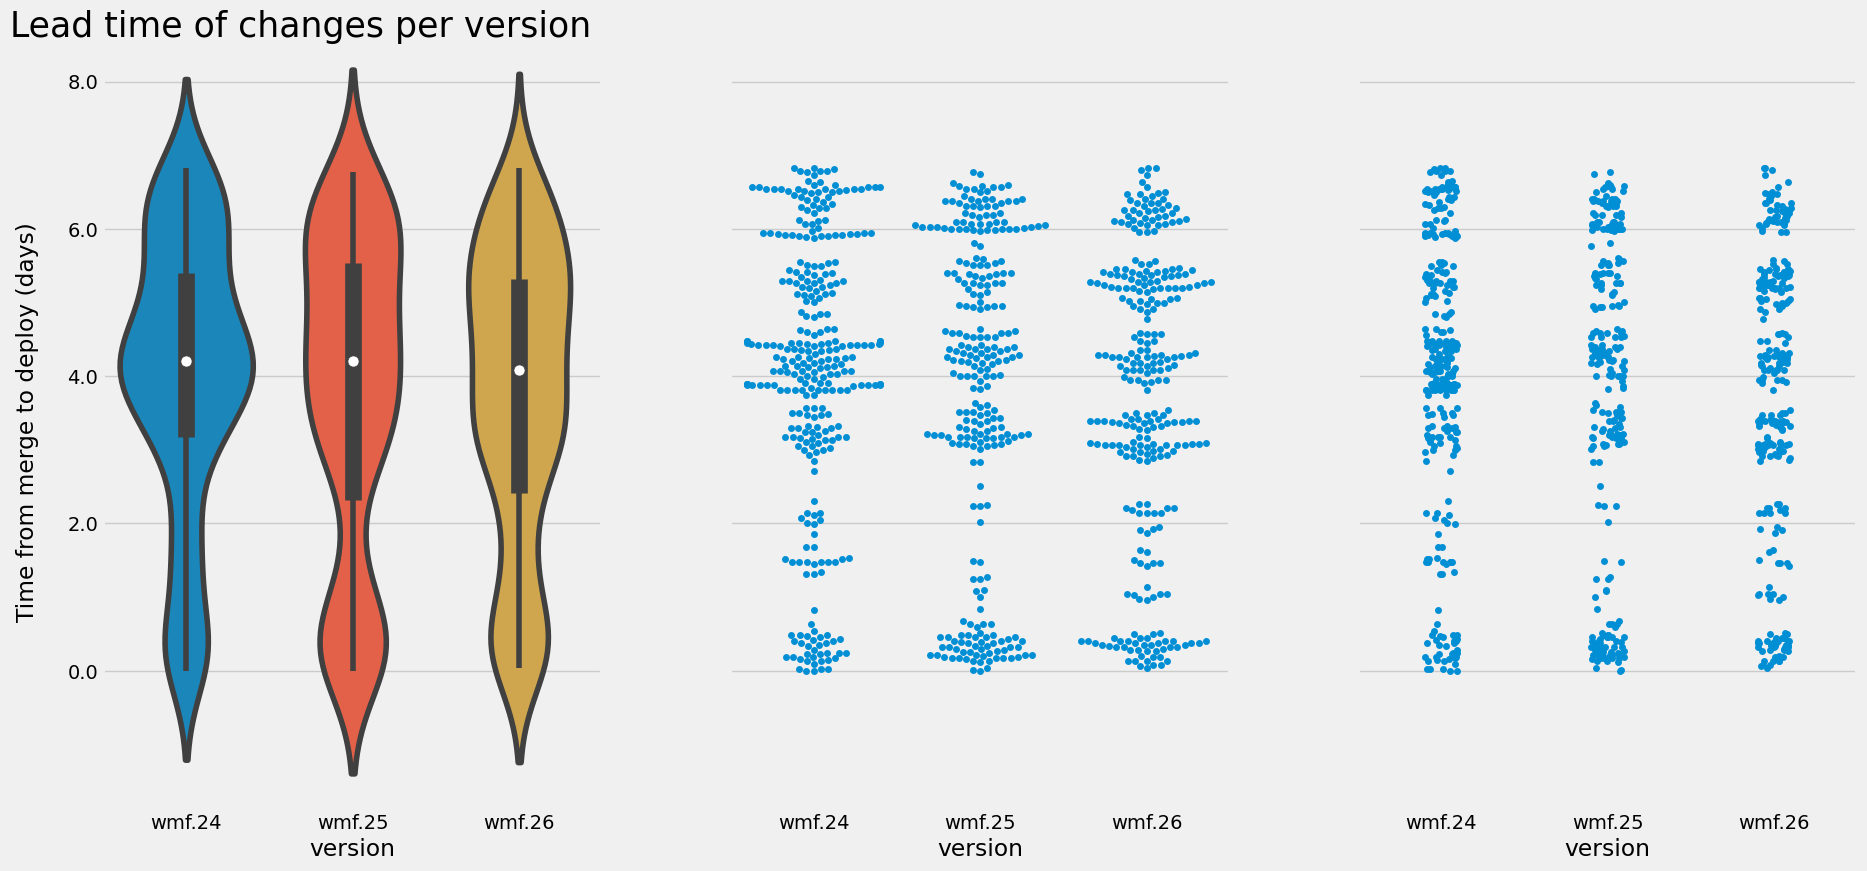 Lead time of changes per version
Time from merge to deploy (days)
8.0
6.0
4.0
2.0
0.0
wmf.24 wmf.25 wmf.26
version
wmf.24 wmf.25 wmf.26
version
wmf.24 wmf.25 wmf.26
version